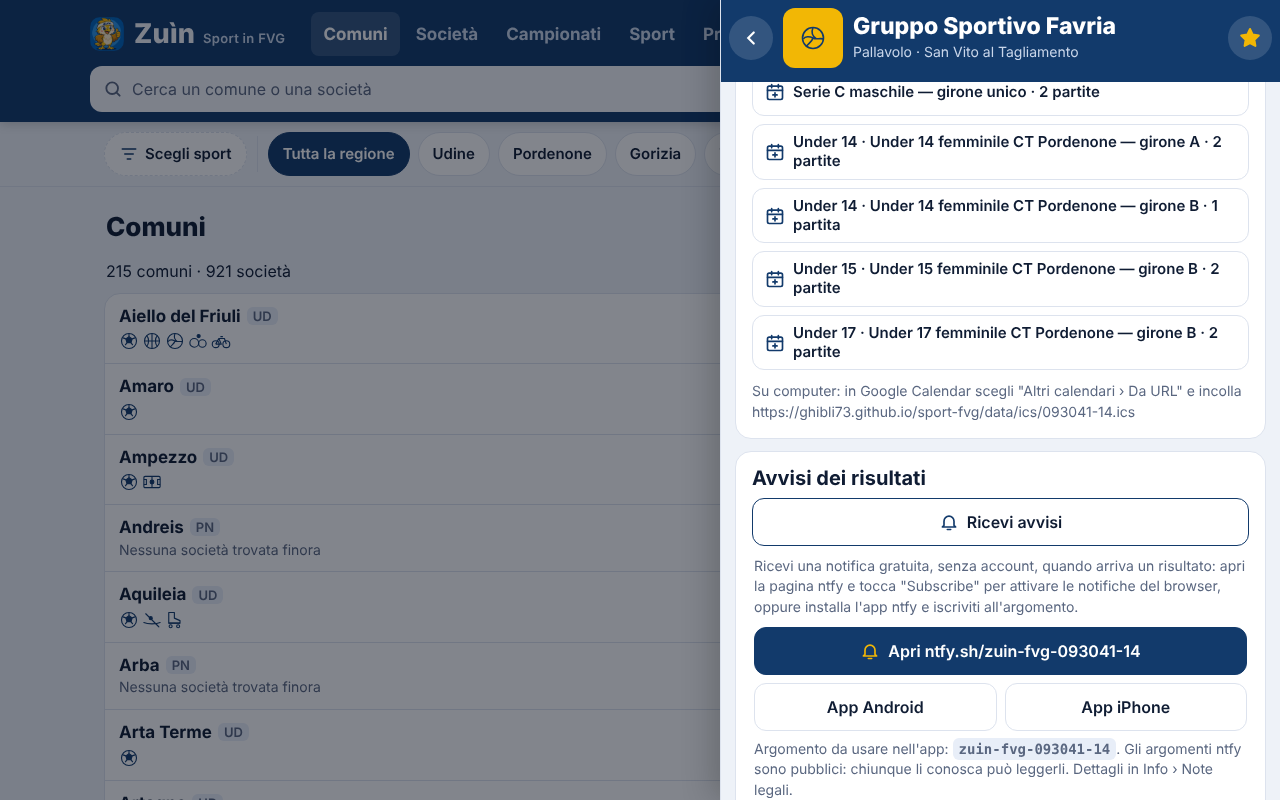 Zuìn Sport in FVG
Comuni
Società
Campionati
Sport
Cerca un comune o una società
Scegli sport
Tutta la regione
Udine
Pordenone
Gorizia
Comuni
215 comuni · 921 società
Aiello del Friuli UD
Amaro UD
Ampezzo UD
Andreis PN
Nessuna società trovata finora
Aquileia UD
Arba PN
Nessuna società trovata finora
Arta Terme UD
Gruppo Sportivo Favria
Pallavolo · San Vito al Tagliamento
Serie C maschile — girone unico · 2 partite
Under 14 · Under 14 femminile CT Pordenone — girone A · 2
partite
Under 14 · Under 14 femminile CT Pordenone — girone B · 1
partita
Under 15 · Under 15 femminile CT Pordenone — girone B · 2
partite
Under 17 · Under 17 femminile CT Pordenone — girone B · 2
partite
Su computer: in Google Calendar scegli "Altri calendari › Da URL" e incolla
https://ghibli73.github.io/sport-fvg/data/ics/093041-14.ics
Avvisi dei risultati
Ricevi avvisi
Ricevi una notifica gratuita, senza account, quando arriva un risultato: apri
la pagina ntfy e tocca "Subscribe" per attivare le notifiche del browser,
oppure installa l'app ntfy e iscriviti all'argomento.
Apri ntfy.sh/zuin-fvg-093041-14
App Android
App iPhone
Argomento da usare nell'app: zuin-fvg-093041-14. Gli argomenti ntfy
sono pubblici: chiunque li conosca può leggerli. Dettagli in Info › Note
legali.